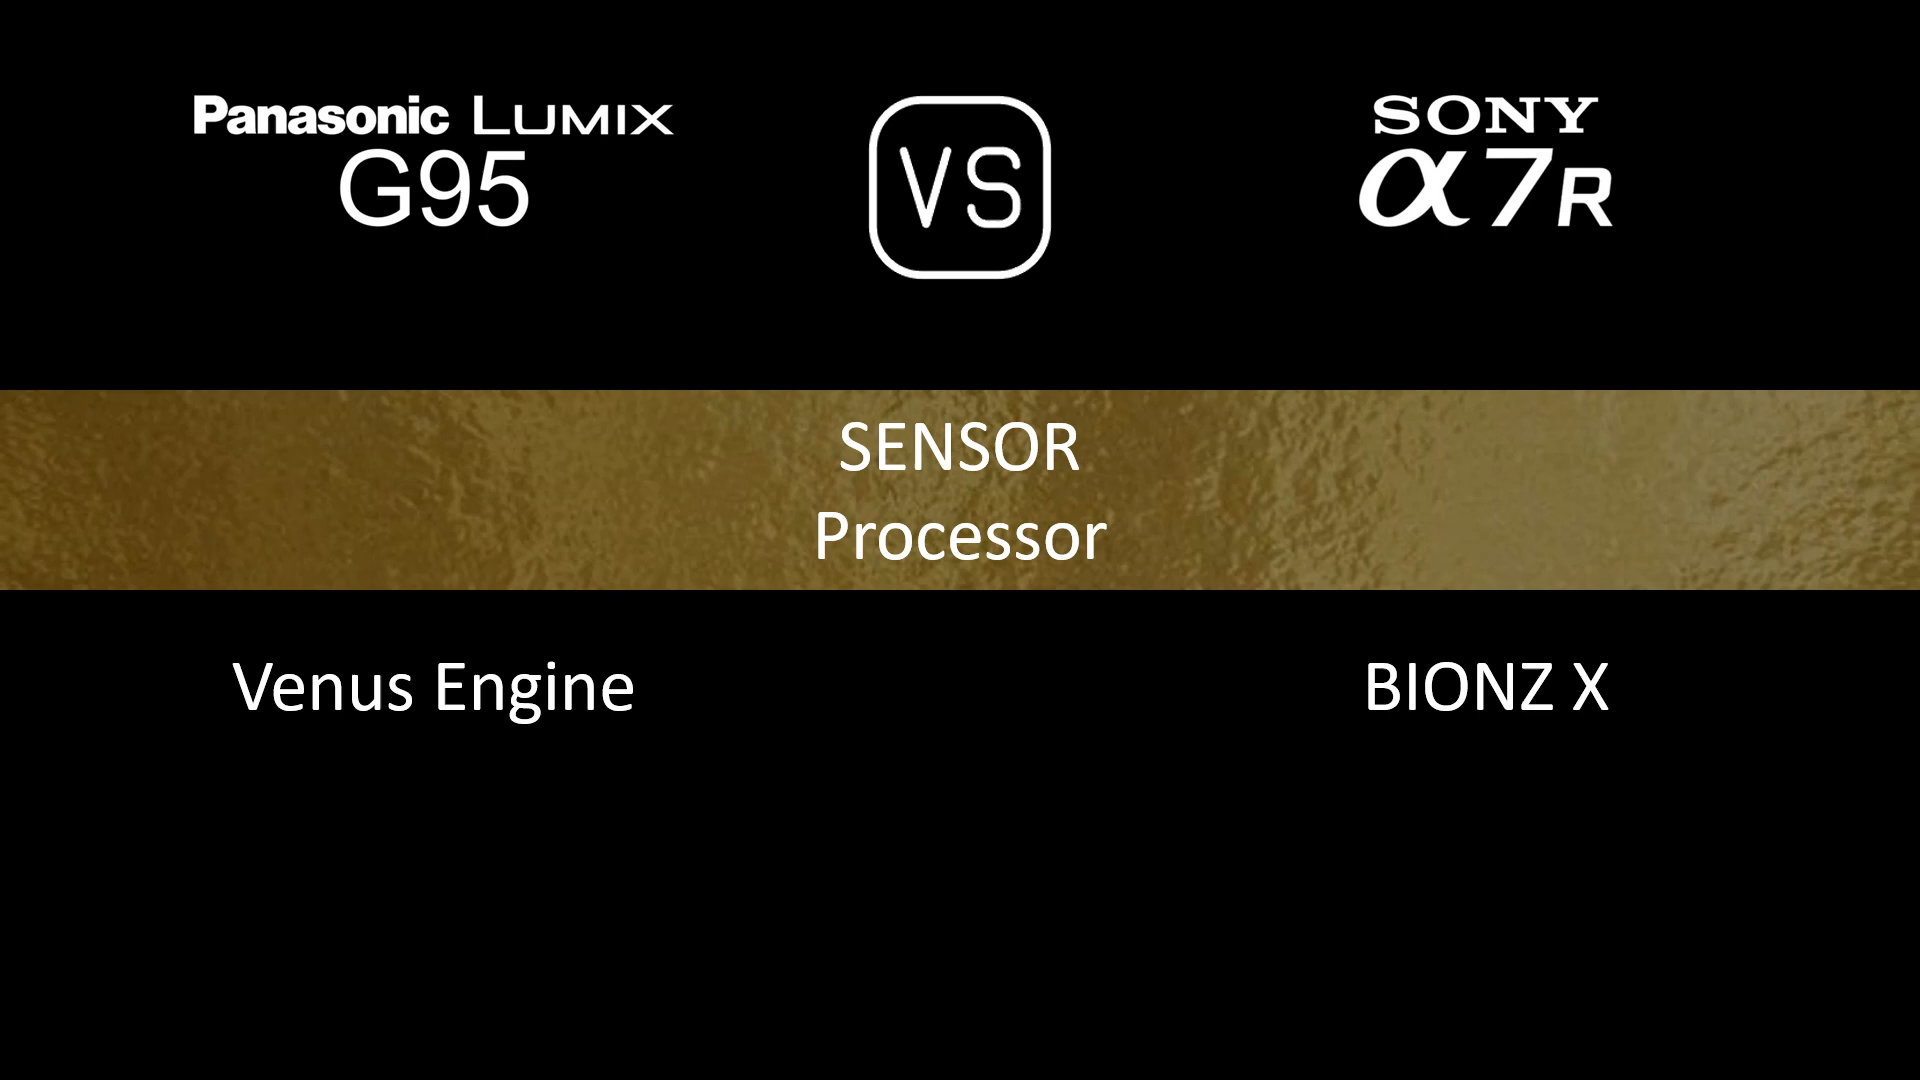 Panasonic LUMIX
G95
VS
SONY
α7R
SENSOR
Processor
Venus Engine
BIONZ X